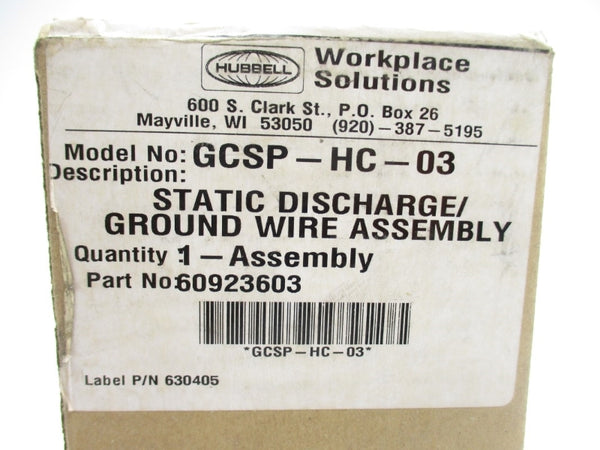 HUBBELL
Workplace
Solutions
600 S. Clark St., P.O. Box 26
Mayville, WI 53050 (920)-387-5195
Model No: GCSP-HC-03
Description:
STATIC DISCHARGE/
GROUND WIRE ASSEMBLY
Quantity 1-Assembly
Part No: 60923603
*GCSP-HC-03*
Label P/N 630405